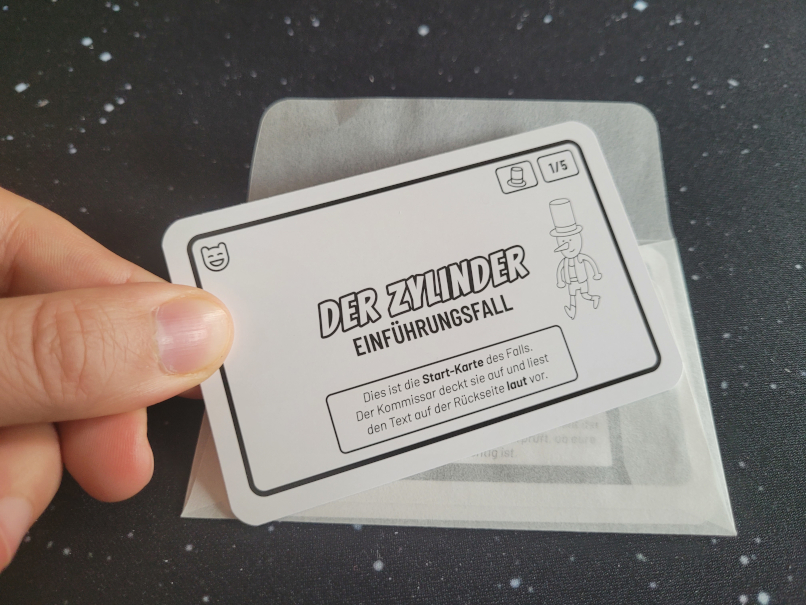 1/5
DER ZYLINDER
EINFÜHRUNGSFALL
Dies ist die Start-Karte des Falls.
Der Kommissar deckt sie auf und liest
den Text auf der Rückseite laut vor.
ist